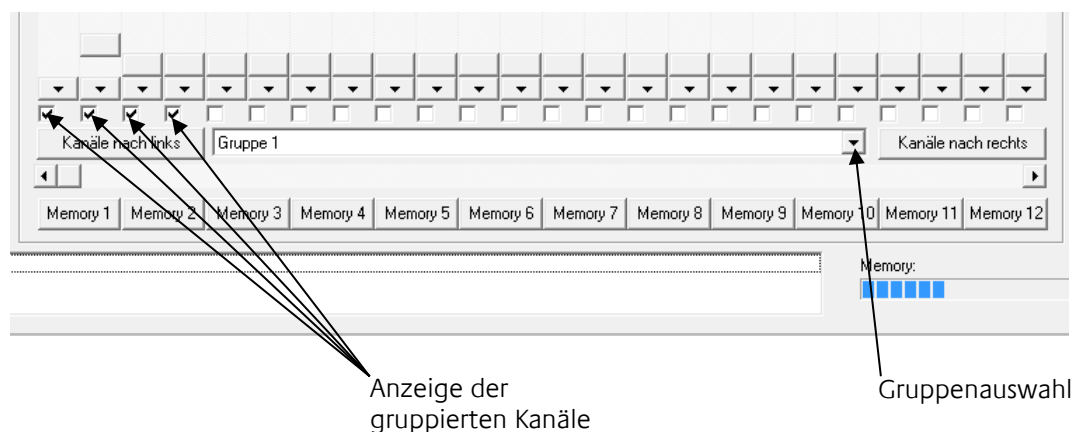 Kanäle nach links
Gruppe 1
Kanäle nach rechts
Memory 1 Memory 2 Memory 3 Memory 4 Memory 5 Memory 6 Memory 7 Memory 8 Memory 9 Memory 10 Memory 11 Memory 12
Memory:
Anzeige der
gruppierten Kanäle
Gruppenauswahl